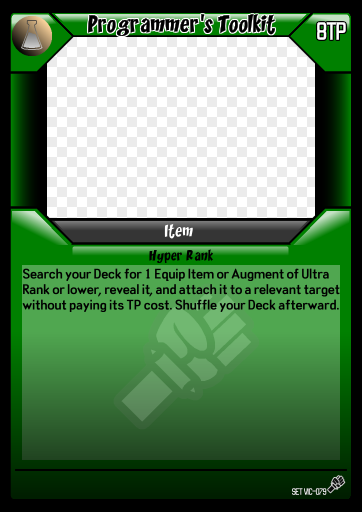 Programmer's Toolkit
8TP
Item
Hyper Rank
Search your Deck for 1 Equip Item or Augment of Ultra
Rank or lower, reveal it, and attach it to a relevant target
without paying its TP cost. Shuffle your Deck afterward.
SET VIC-079